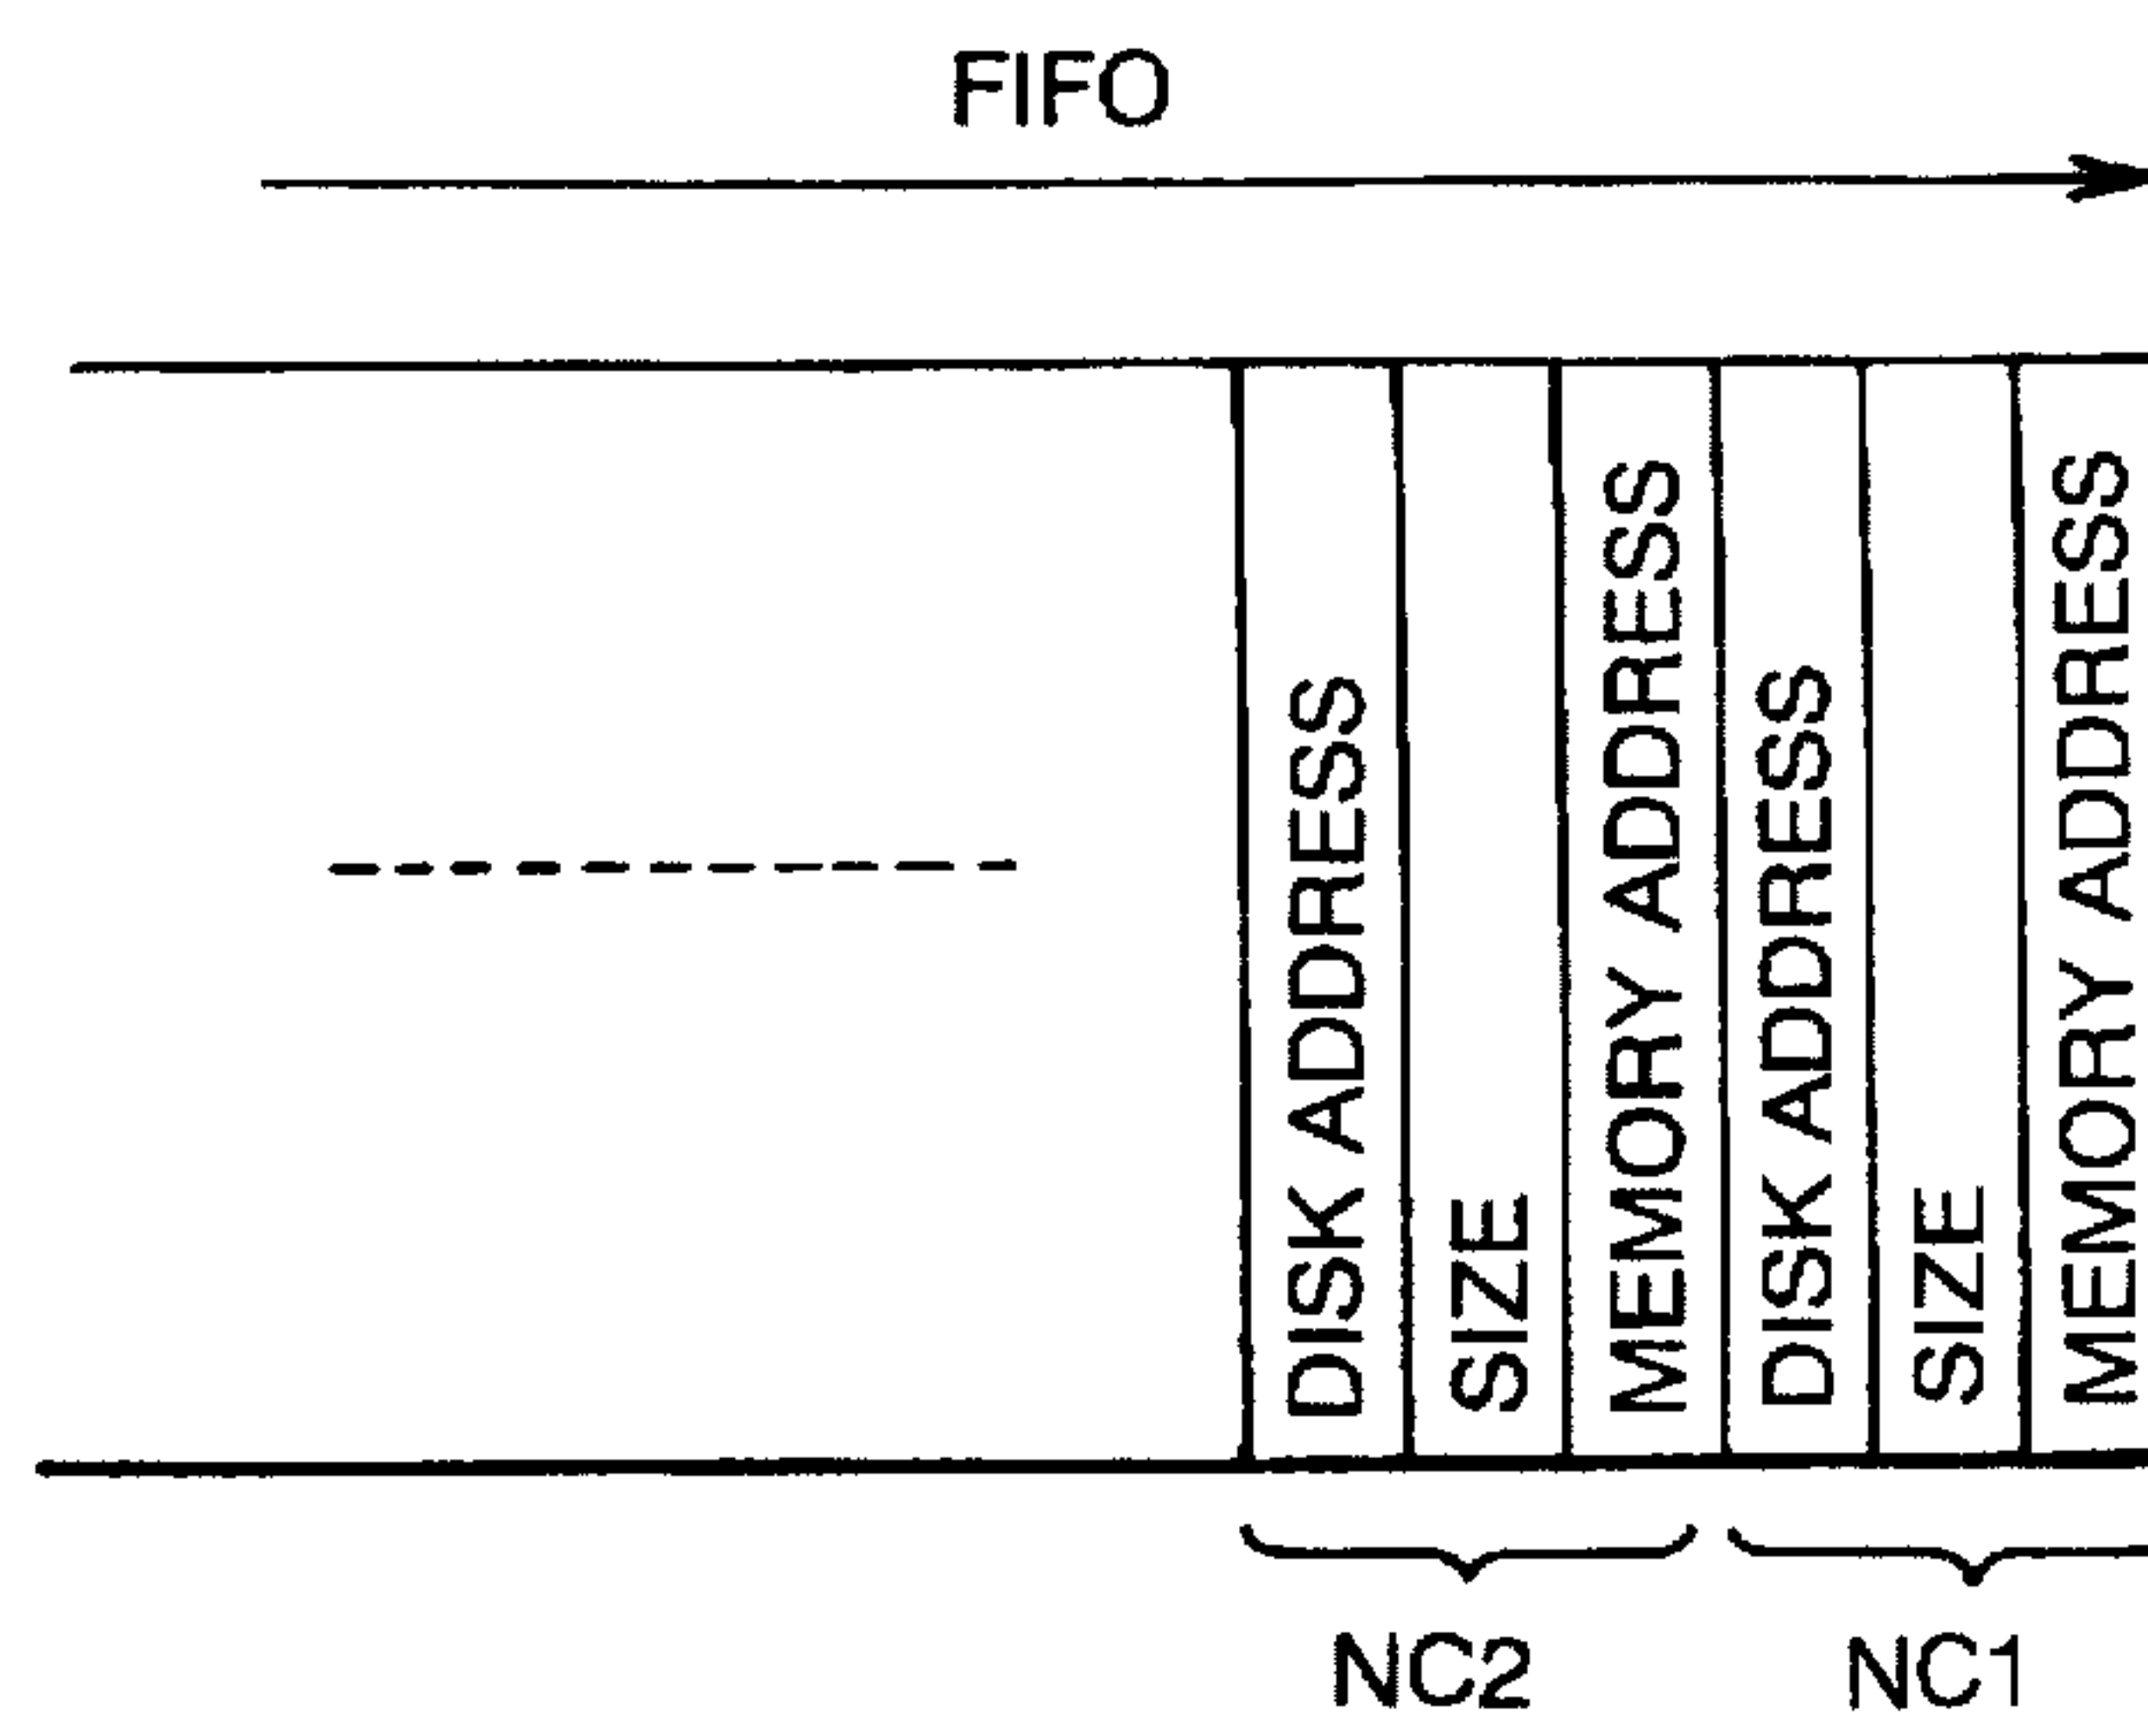 FIFO
DISK ADDRESS
SIZE
MEMORY ADDRESS
DISK ADDRESS
SIZE
MEMORY ADDRESS
NC2
NC1